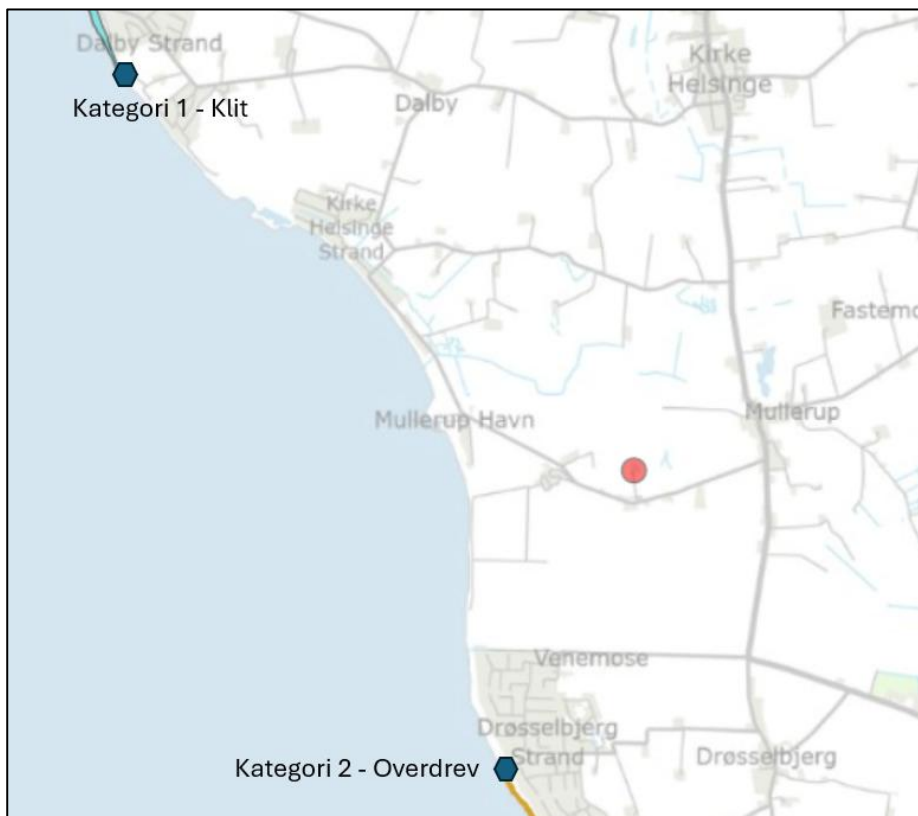 Dalby Strand
Kategori 1 - Klit
Kirke
Helsinge
Dalby
Kirke
Helsinge
Strand
Fastemo
Mullerup Havn
Mullerup
Venemose
Drøsselbjerg
Strand
Drøsselbjerg
Kategori 2 - Overdrev